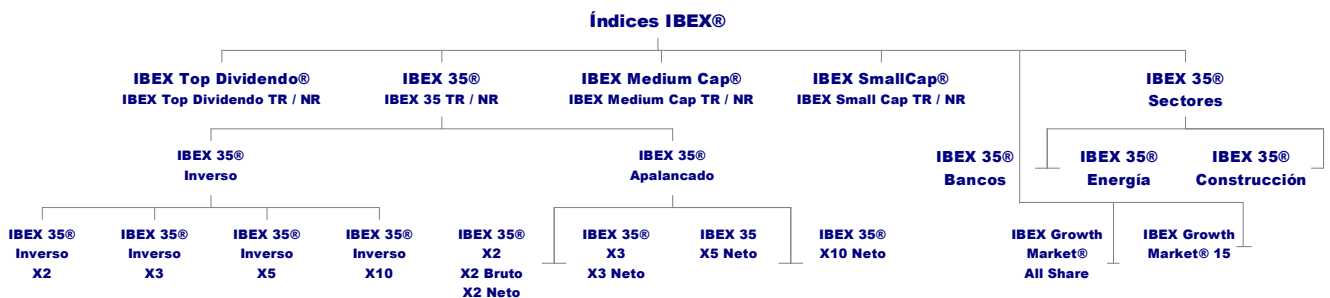 Índices IBEX®
IBEX Top Dividendo®
IBEX Top Dividendo TR / NR
IBEX 35®
IBEX 35 TR / NR
IBEX Medium Cap®
IBEX Medium Cap TR / NR
IBEX SmallCap®
IBEX Small Cap TR / NR
IBEX 35®
Sectores
IBEX 35®
Inverso
IBEX 35®
Apalancado
IBEX 35®
Bancos
IBEX 35®
Energía
IBEX 35®
Construcción
IBEX 35®
Inverso
X2
IBEX 35®
Inverso
X3
IBEX 35®
Inverso
X5
IBEX 35®
Inverso
X10
IBEX 35®
X2
X2 Bruto
X2 Neto
IBEX 35®
X3
X3 Neto
IBEX 35
X5 Neto
IBEX 35®
X10 Neto
IBEX Growth
Market®
All Share
IBEX Growth
Market® 15